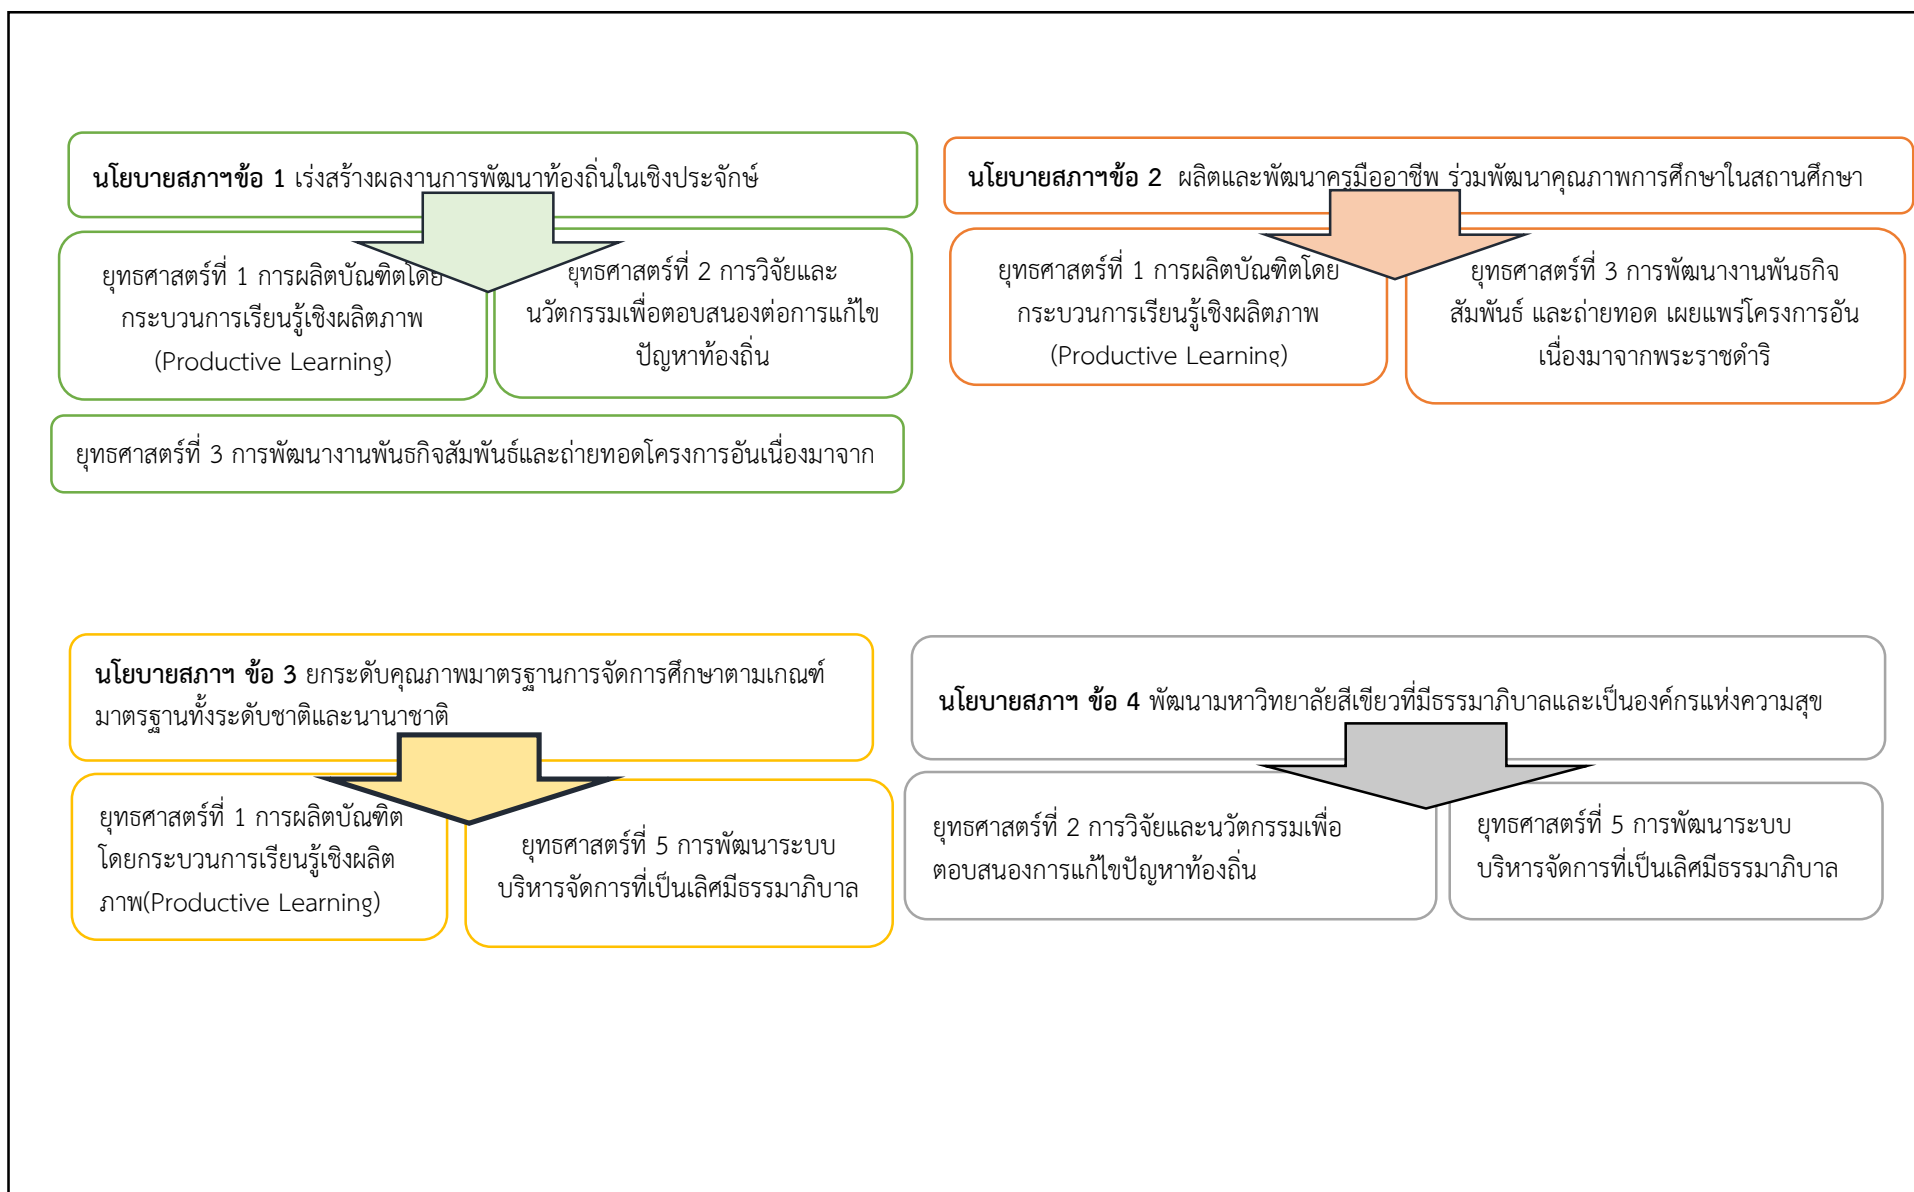 นโยบายสภาฯข้อ 1 เร่งสร้างผลงานการพัฒนาท้องถิ่นในเชิงประจักษ์
ยุทธศาสตร์ที่ 1 การผลิตบัณฑิตโดย
กระบวนการเรียนรู้เชิงผลิตภาพ
(Productive Learning)
ยุทธศาสตร์ที่ 2 การวิจัยและ
นวัตกรรมเพื่อตอบสนองต่อการแก้ไข
ปัญหาท้องถิ่น
ยุทธศาสตร์ที่ 3 การพัฒนางานพันธกิจสัมพันธ์และถ่ายทอดโครงการอันเนื่องมาจาก
นโยบายสภาฯข้อ 2 ผลิตและพัฒนาครูมืออาชีพ ร่วมพัฒนาคุณภาพการศึกษาในสถานศึกษา
ยุทธศาสตร์ที่ 1 การผลิตบัณฑิตโดย
กระบวนการเรียนรู้เชิงผลิตภาพ
(Productive Learning)
ยุทธศาสตร์ที่ 3 การพัฒนางานพันธกิจ
สัมพันธ์ และถ่ายทอด เผยแพร่โครงการอัน
เนื่องมาจากพระราชดำริ
นโยบายสภาฯ ข้อ 3 ยกระดับคุณภาพมาตรฐานการจัดการศึกษาตามเกณฑ์
มาตรฐานทั้งระดับชาติและนานาชาติ
ยุทธศาสตร์ที่ 1 การผลิตบัณฑิต
โดยกระบวนการเรียนรู้เชิงผลิต
ภาพ(Productive Learning)
ยุทธศาสตร์ที่ 5 การพัฒนาระบบ
บริหารจัดการที่เป็นเลิศมีธรรมาภิบาล
นโยบายสภาฯ ข้อ 4 พัฒนามหาวิทยาลัยสีเขียวที่มีธรรมาภิบาลและเป็นองค์กรแห่งความสุข
ยุทธศาสตร์ที่ 2 การวิจัยและนวัตกรรมเพื่อ
ตอบสนองการแก้ไขปัญหาท้องถิ่น
ยุทธศาสตร์ที่ 5 การพัฒนาระบบ
บริหารจัดการที่เป็นเลิศมีธรรมาภิบาล